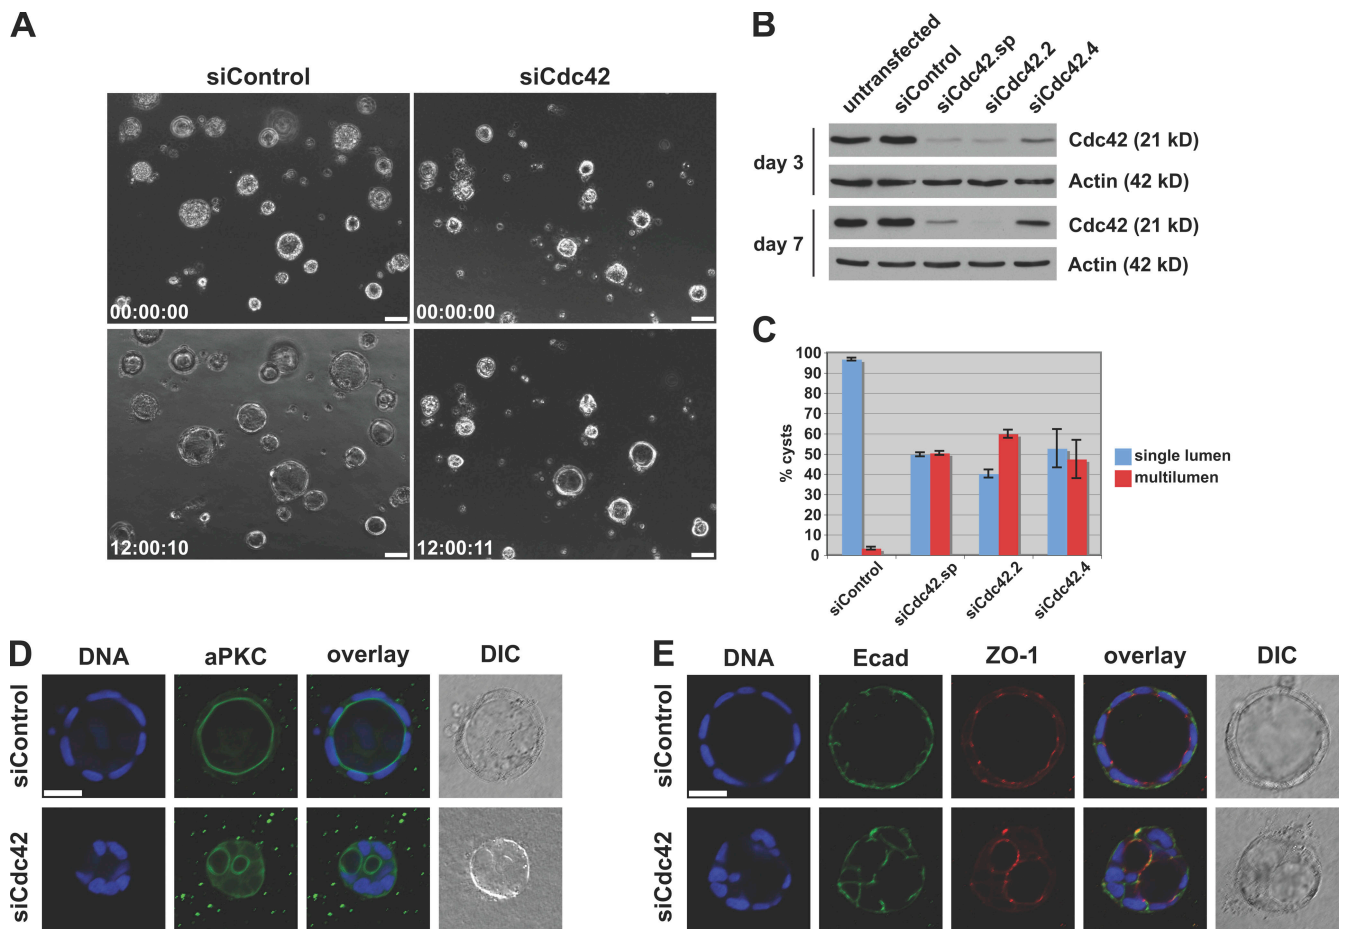 A
siControl
siCdc42
00:00:00
00:00:00
12:00:10
12:00:11
B
untransfected
siControl
siCdc42.sp
siCdc42.2
siCdc42.4
day 3
Cdc42 (21 kD)
Actin (42 kD)
day 7
Cdc42 (21 kD)
Actin (42 kD)
C
% cysts
100
90
80
70
60
50
40
30
20
10
0
siControl
siCdc42.sp
siCdc42.2
siCdc42.4
single lumen
multilumen
D
DNA
aPKC
overlay
DIC
siControl
siCdc42
E
DNA
Ecad
ZO-1
overlay
DIC
siControl
siCdc42